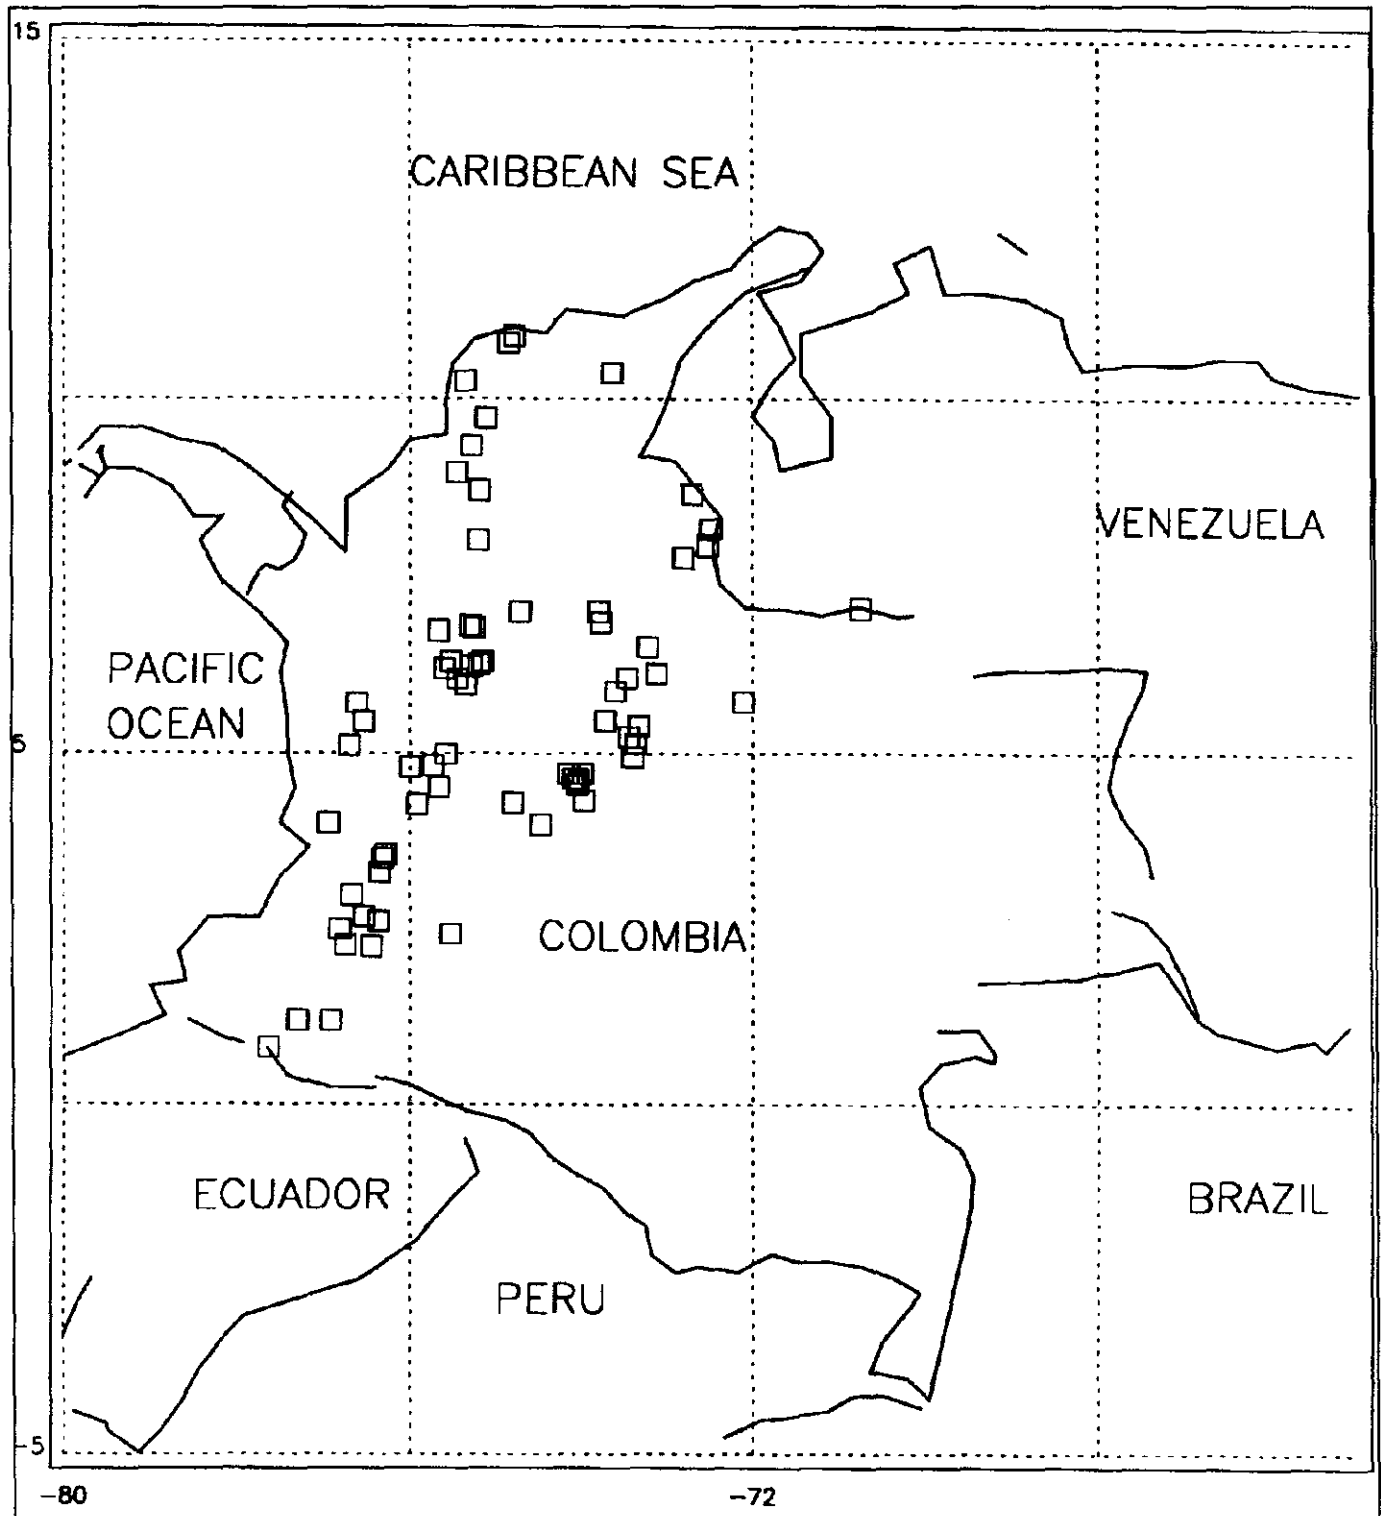 15
CARIBBEAN SEA
VENEZUELA
PACIFIC
OCEAN
5
COLOMBIA
ECUADOR
BRAZIL
PERU
-5
-80
-72